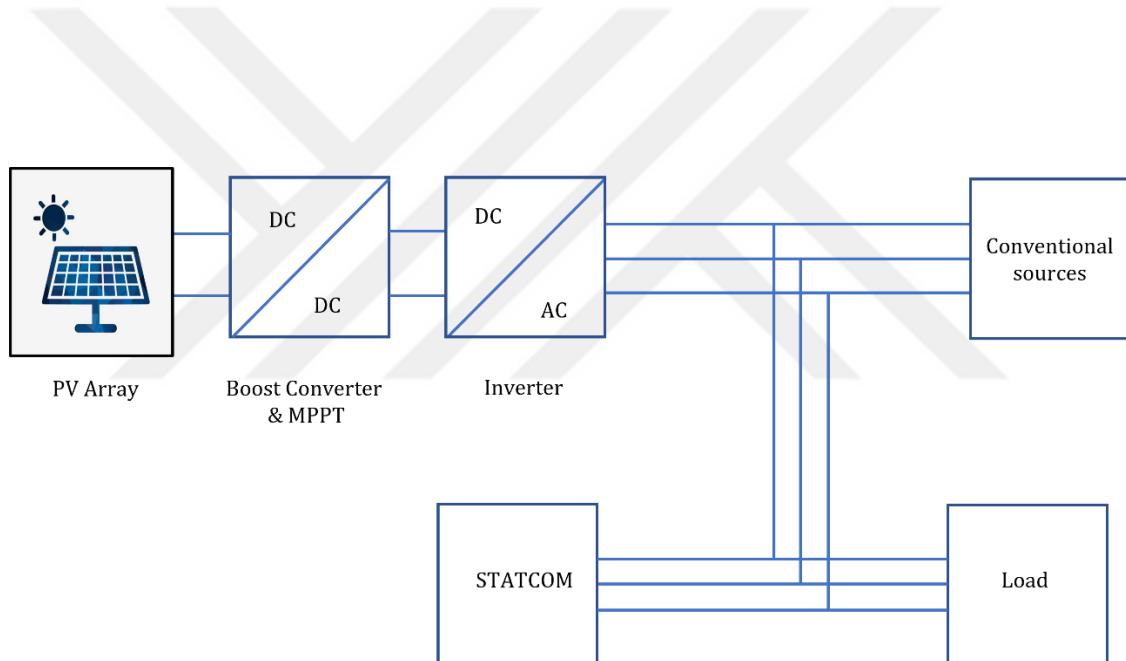 DC
DC
DC
AC
Conventional
sources
PV Array
Boost Converter
& MPPT
Inverter
STATCOM
Load